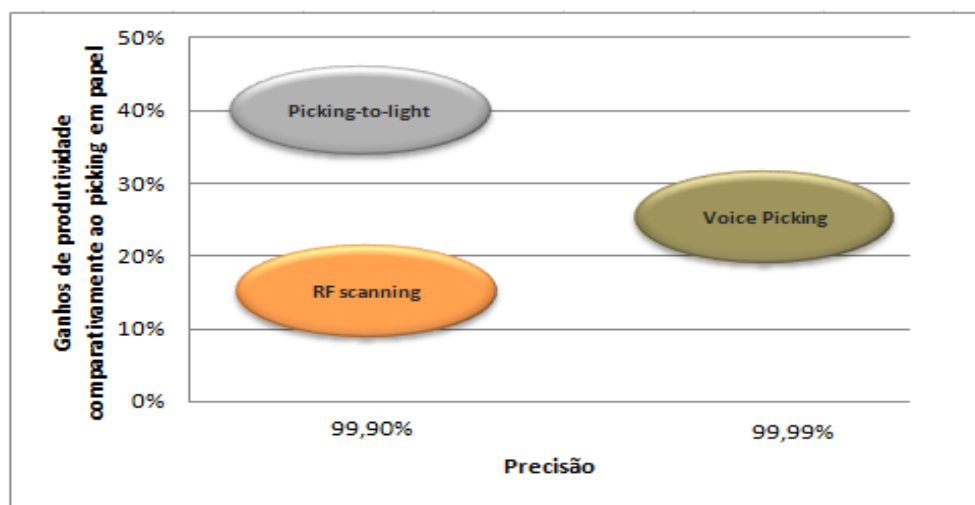 Ganhos de produtividade
comparativamente ao picking em papel
50%
40%
30%
20%
10%
0%
Picking-to-light
Voice Picking
RF scanning
99,90%
99,99%
Precisão